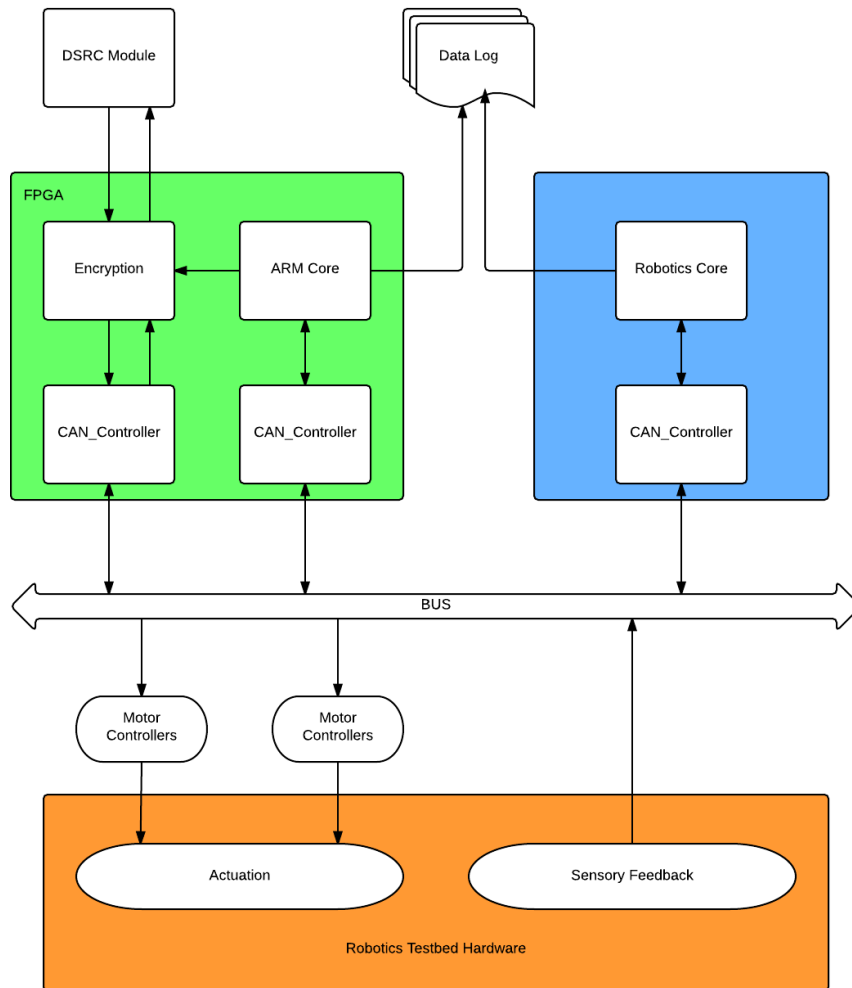 DSRC Module
Data Log
FPGA
Encryption
ARM Core
Robotics Core
CAN_Controller
CAN_Controller
CAN_Controller
BUS
Motor
Controllers
Motor
Controllers
Actuation
Sensory Feedback
Robotics Testbed Hardware